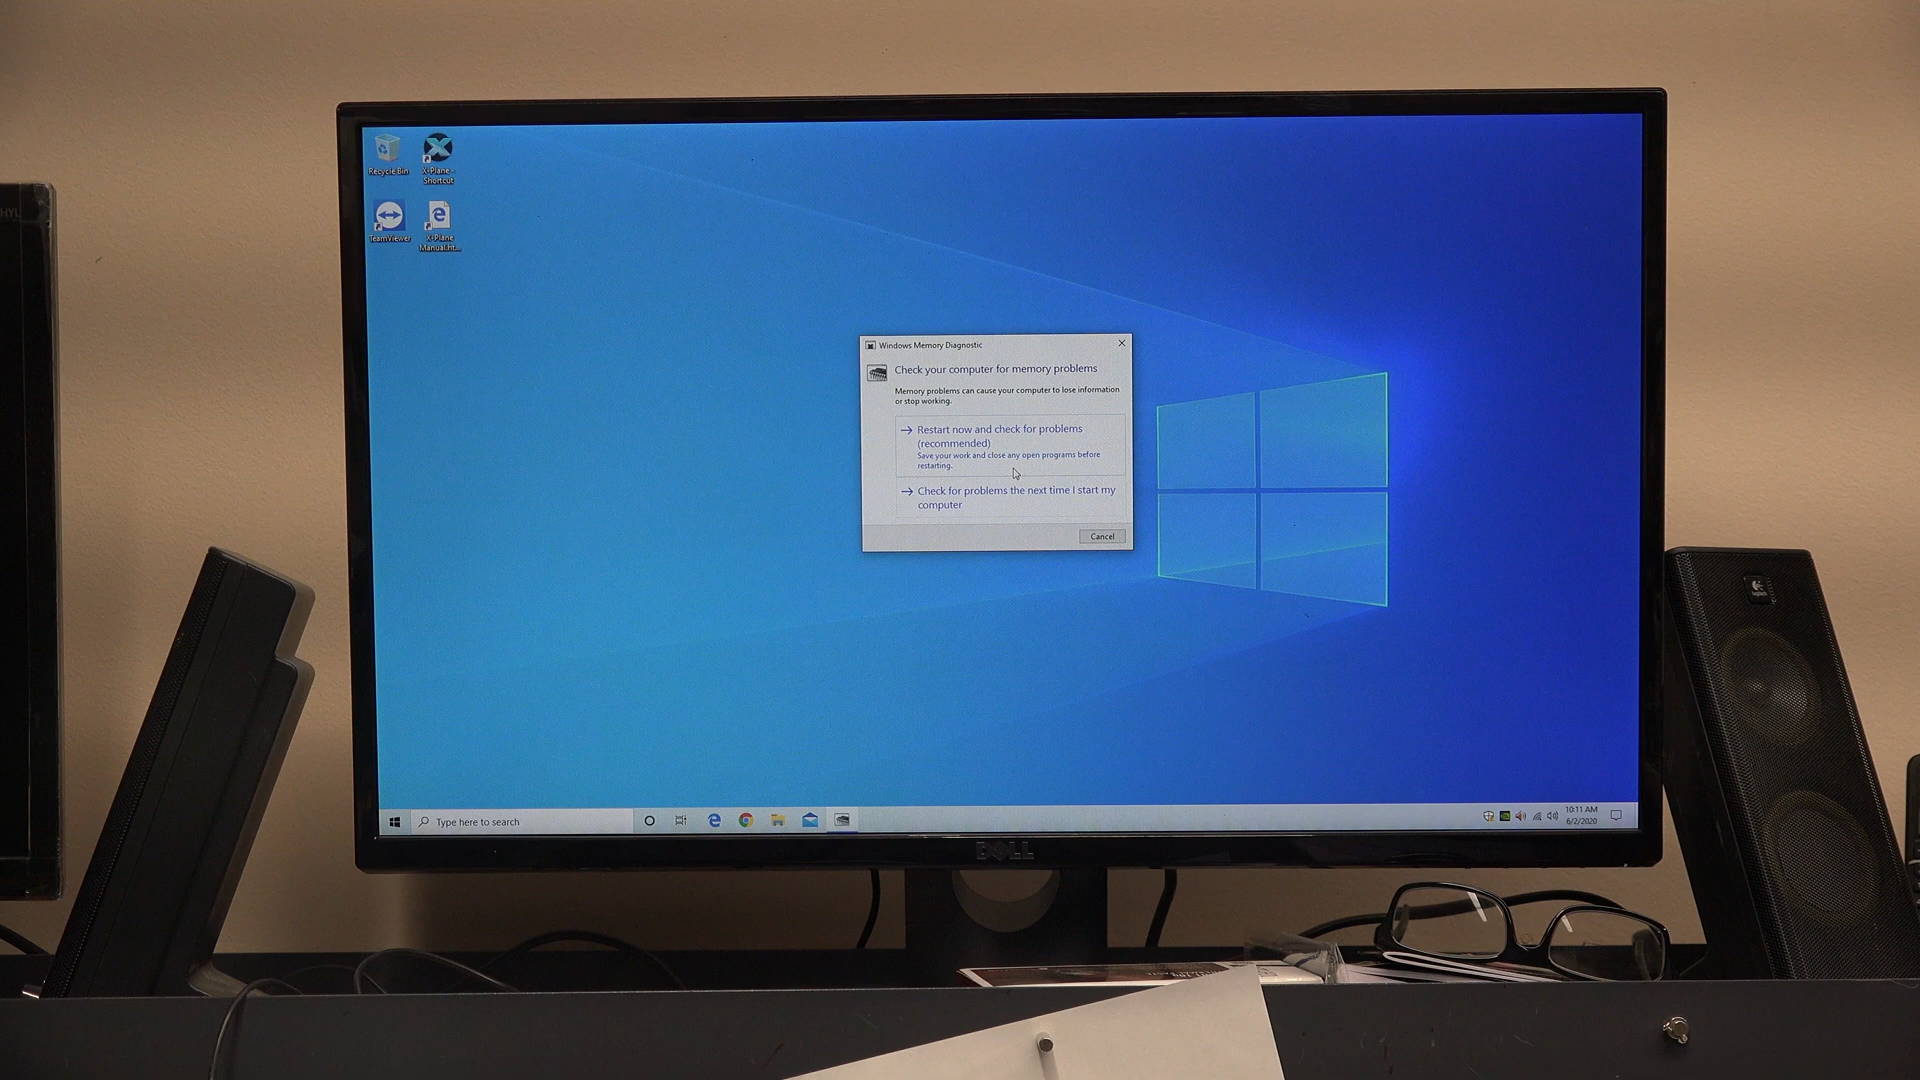 Recycle Bin
X-Plane -
Shortcut
TeamViewer
X-Plane
Manual.ht...
Windows Memory Diagnostic
Check your computer for memory problems
Memory problems can cause your computer to lose information
or stop working.
Restart now and check for problems
(recommended)
Save your work and close any open programs before
restarting.
Check for problems the next time I start my
computer
Cancel
Type here to search
10:11 AM
6/2/2020
DELL
logitech